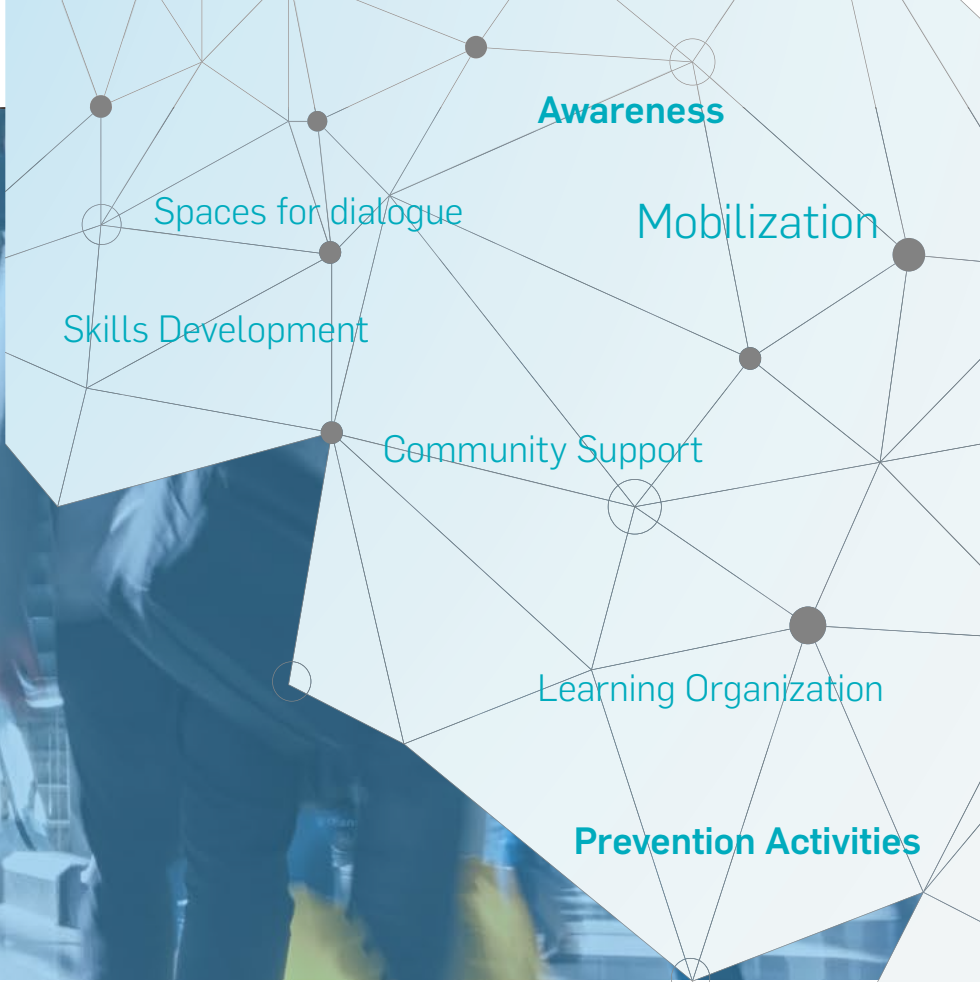 Awareness
Spaces for dialogue
Mobilization
Skills Development
Community Support
Learning Organization
Prevention Activities